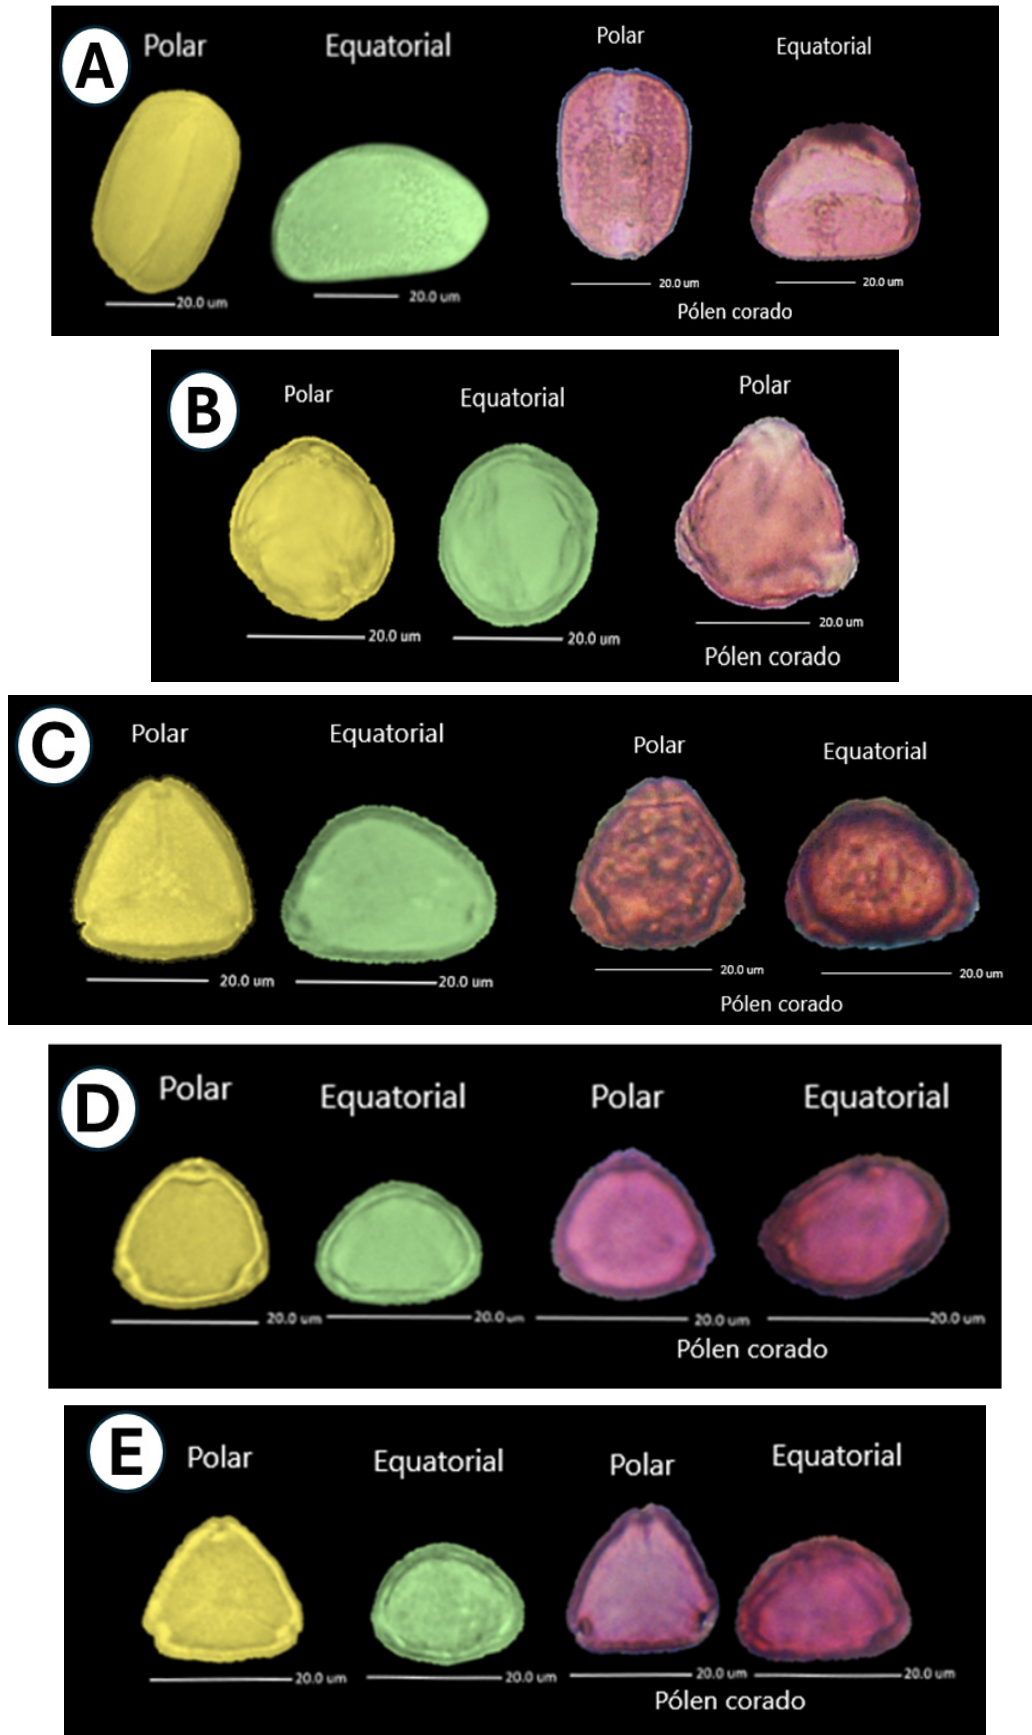 A
Polar
Equatorial
Polar
Equatorial
20.0 um
20.0 um
20.0 um
20.0 um
Pólen corado
B
Polar
Equatorial
Polar
20.0 um
20.0 um
20.0 um
Pólen corado
C
Polar
Equatorial
Polar
Equatorial
20.0 um
20.0 um
20.0 um
20.0 um
Pólen corado
D
Polar
Equatorial
Polar
Equatorial
20.0 um
20.0 um
20.0 um
20.0 um
Pólen corado
E
Polar
Equatorial
Polar
Equatorial
20.0 um
20.0 um
20.0 um
20.0 um
Pólen corado